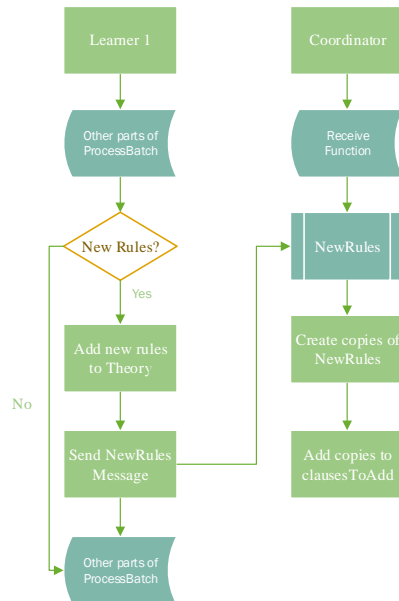 Learner 1
Other parts of
ProcessBatch
New Rules?
Yes
Add new rules
to Theory
No
Send NewRules
Message
Other parts of
ProcessBatch
Coordinator
Receive
Function
NewRules
Create copies of
NewRules
Add copies to
clausesToAdd